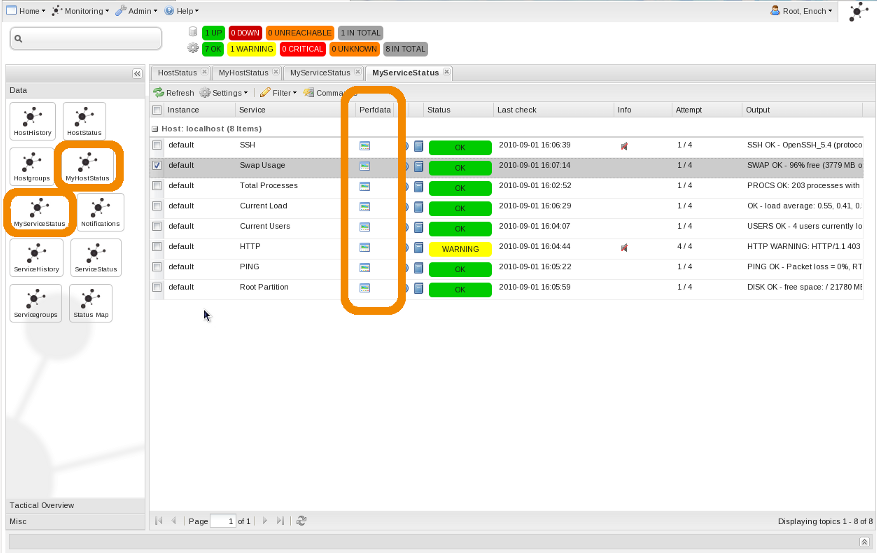 Home Monitoring Admin Help Root, Enoch
1 UP 0 DOWN 0 UNREACHABLE 1 IN TOTAL
7 OK 1 WARNING 0 CRITICAL 0 UNKNOWN 8 IN TOTAL
HostStatus MyHostStatus MyServiceStatus MyServiceStatus
Data
Refresh Settings Filter
Instance Service Perfdata Status Last check Info Attempt Output
Host: localhost (8 Items)
default SSH OK 2010-09-01 16:06:39 1 / 4 SSH OK - OpenSSH_5.4 (protoco
default Swap Usage OK 2010-09-01 16:07:14 1 / 4 SWAP OK - 96% free (3779 MB o
default Total Processes OK 2010-09-01 16:02:52 1 / 4 PROCS OK: 203 processes with
default Current Load OK 2010-09-01 16:06:29 1 / 4 OK - load average: 0.55, 0.41, 0.
default Current Users OK 2010-09-01 16:04:07 1 / 4 USERS OK - 4 users currently lo
default HTTP WARNING 2010-09-01 16:04:44 4 / 4 HTTP WARNING: HTTP/1.1 403
default PING OK 2010-09-01 16:05:22 1 / 4 PING OK - Packet loss = 0%, RT
default Root Partition OK 2010-09-01 16:05:59 1 / 4 DISK OK - free space: / 21780 ME
HostHistory HostStatus
Hostgroups MyHostStatus
MyserviceStatus Notifications
ServiceHistory ServiceStatus
Servicegroups Status Map
Tactical Overview
Misc
Page 1 of 1 Displaying topics 1 - 8 of 8